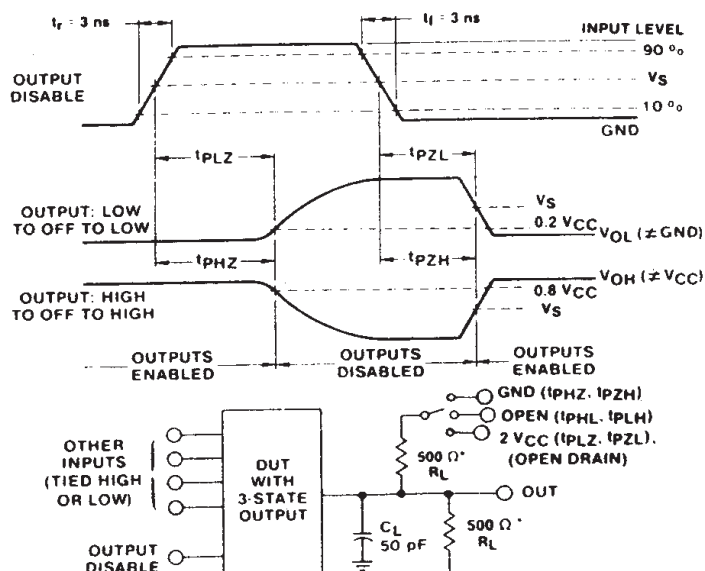 tr = 3 ns
tf = 3 ns
INPUT LEVEL
90 %
OUTPUT
DISABLE
VS
10 %
GND
tPLZ
tPZL
VS
OUTPUT: LOW
TO OFF TO LOW
0.2 VCC
VOL (≠ GND)
tPHZ
tPZH
VOH (≠ VCC)
OUTPUT: HIGH
TO OFF TO HIGH
0.8 VCC
VS
OUTPUTS
ENABLED
OUTPUTS
DISABLED
OUTPUTS
ENABLED
GND (tPHZ, tPZH)
OPEN (tPHL, tPLH)
2 VCC (tPLZ, tPZL),
(OPEN DRAIN)
OTHER
INPUTS
(TIED HIGH
OR LOW)
DUT
WITH
3-STATE
OUTPUT
500 Ω*
RL
OUT
CL
50 pF
500 Ω*
RL
OUTPUT
DISABLE